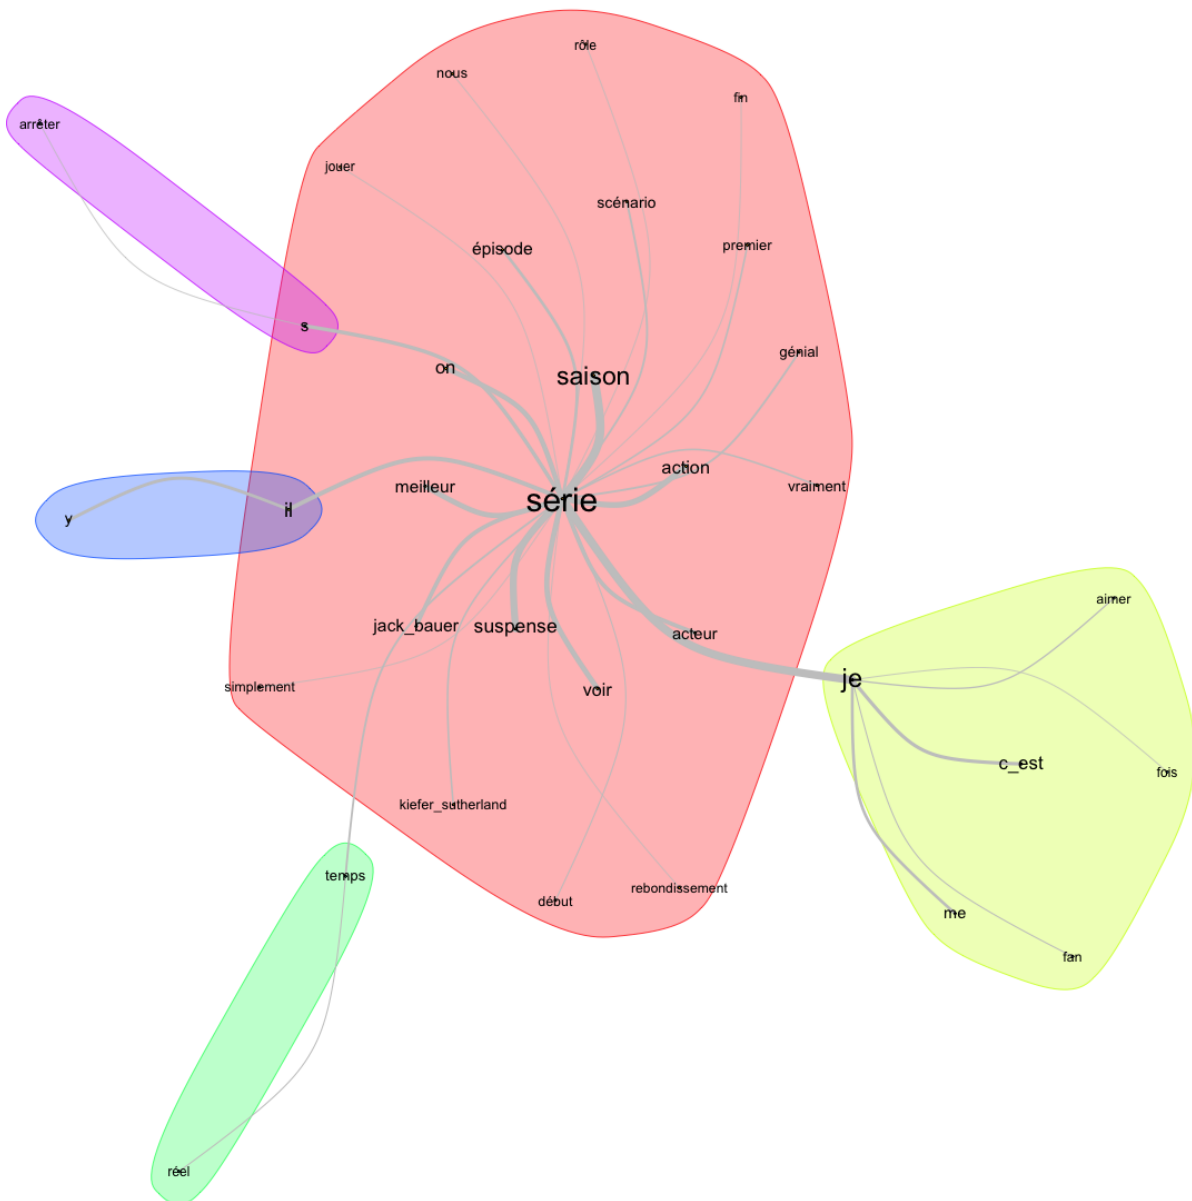 rôle
nous
fin
arrêter
jouer
scénario
premier
épisode
s
génial
on
saison
action
meilleur
vraiment
série
il
y
aimer
jack_bauer
suspense
acteur
je
simplement
voir
c_est
fois
kiefer_sutherland
temps
rebondissement
début
me
fan
réel